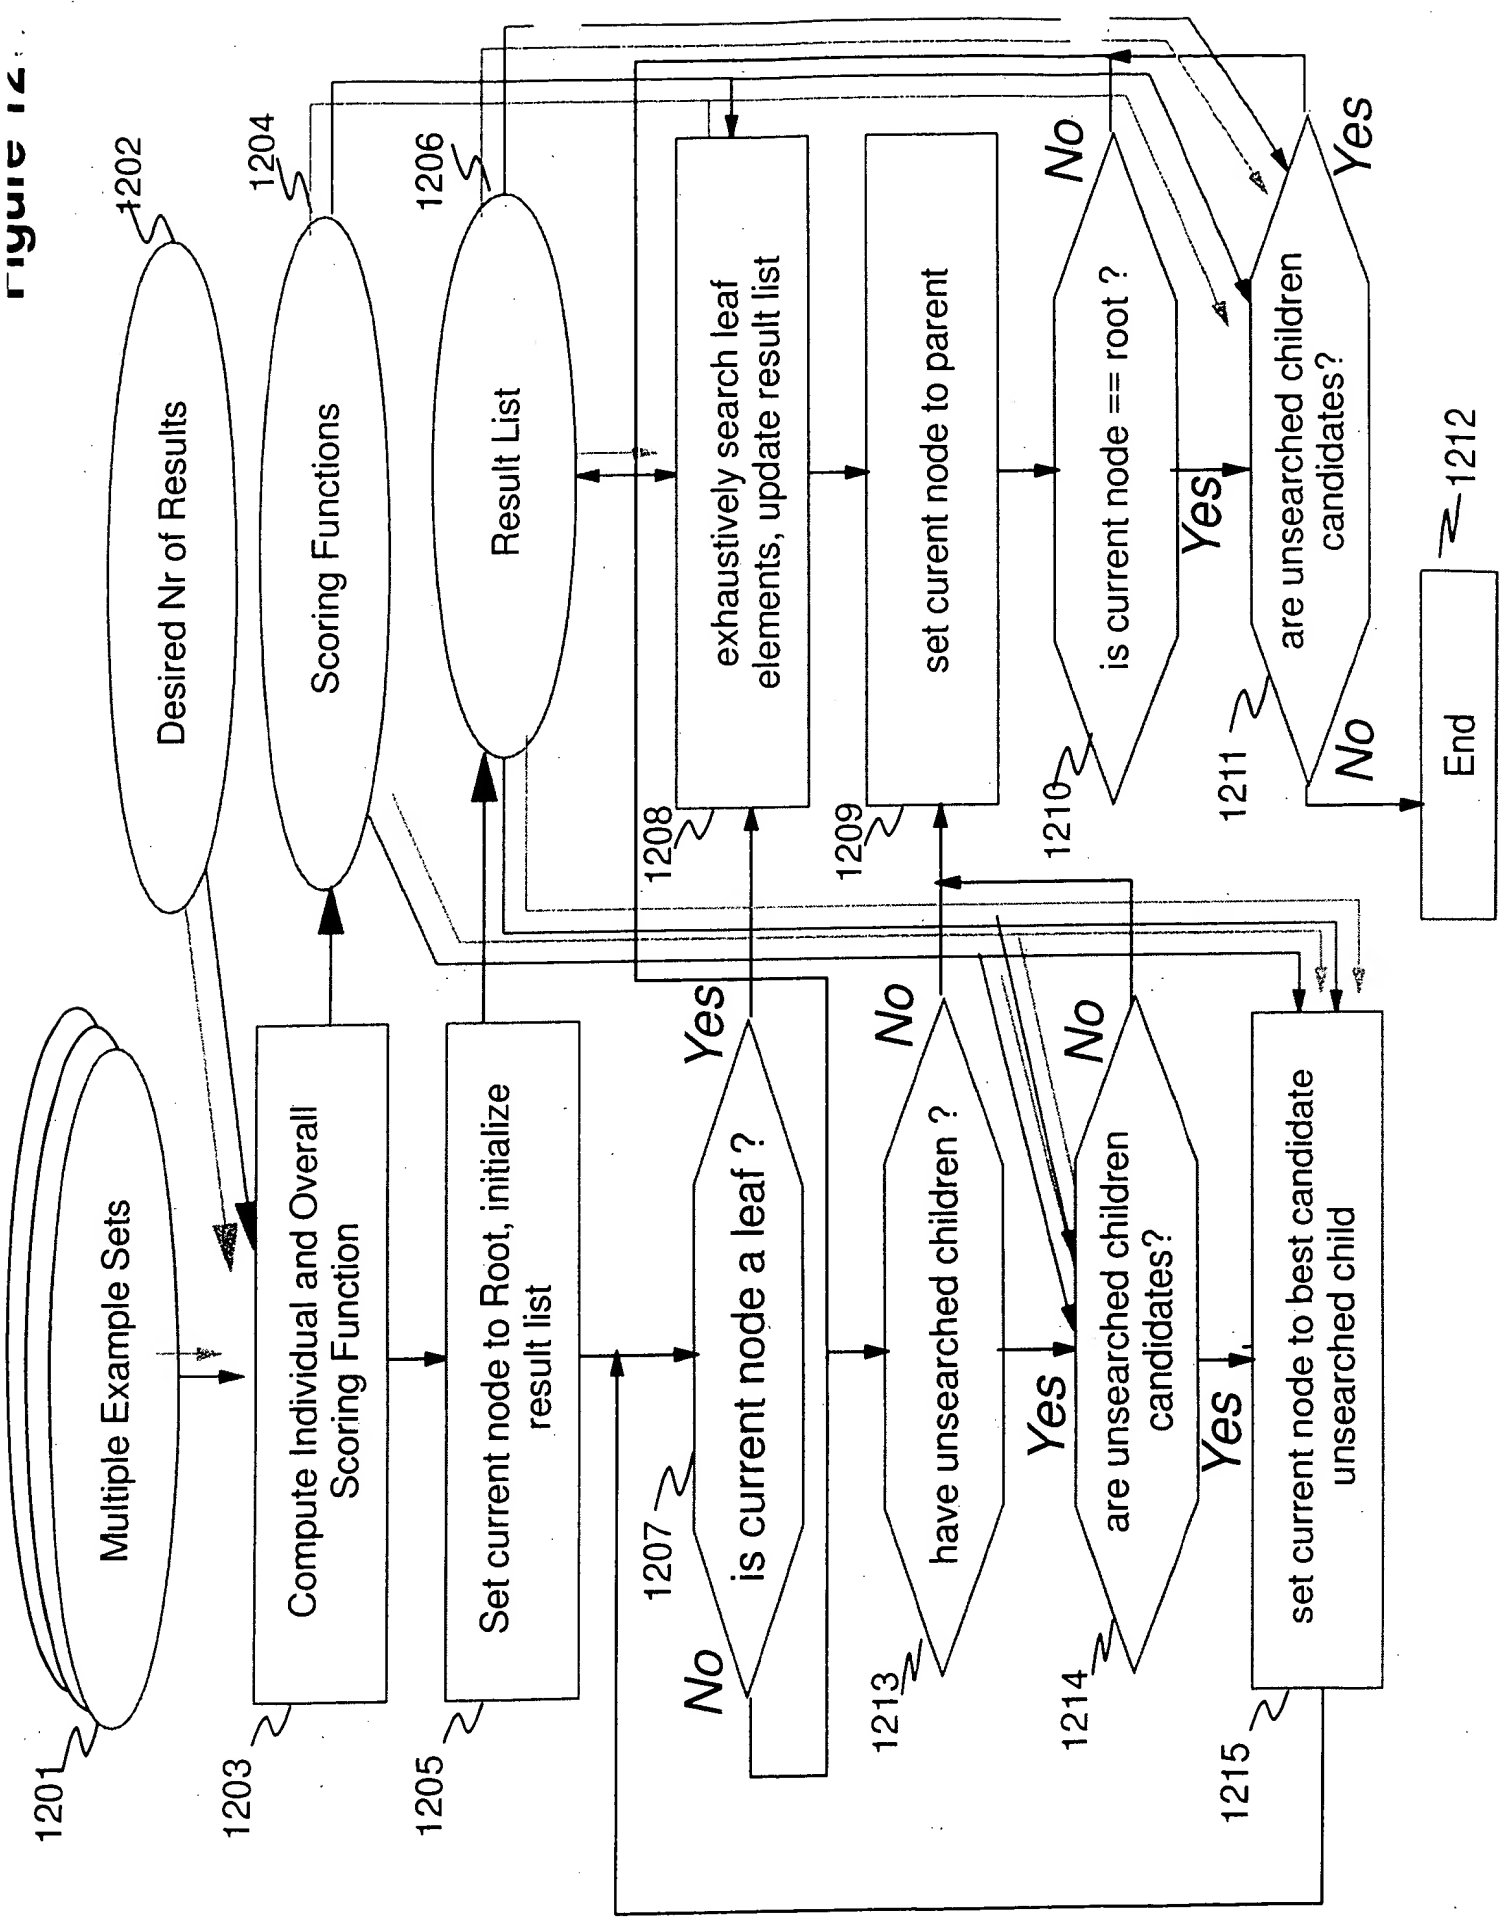 Figure 12.
1201
Multiple Example Sets
1202
Desired Nr of Results
1203
Compute Individual and Overall
Scoring Function
1204
Scoring Functions
1205
Set current node to Root, initialize
result list
1206
Result List
1207
is current node a leaf ?
No
Yes
1208
exhaustively search leaf
elements, update result list
1213
have unsearched children ?
No
Yes
1209
set curent node to parent
1214
are unsearched children
candidates?
No
Yes
1210
is current node == root ?
No
Yes
1215
set current node to best candidate
unsearched child
1211
are unsearched children
candidates?
Yes
No
End
1212